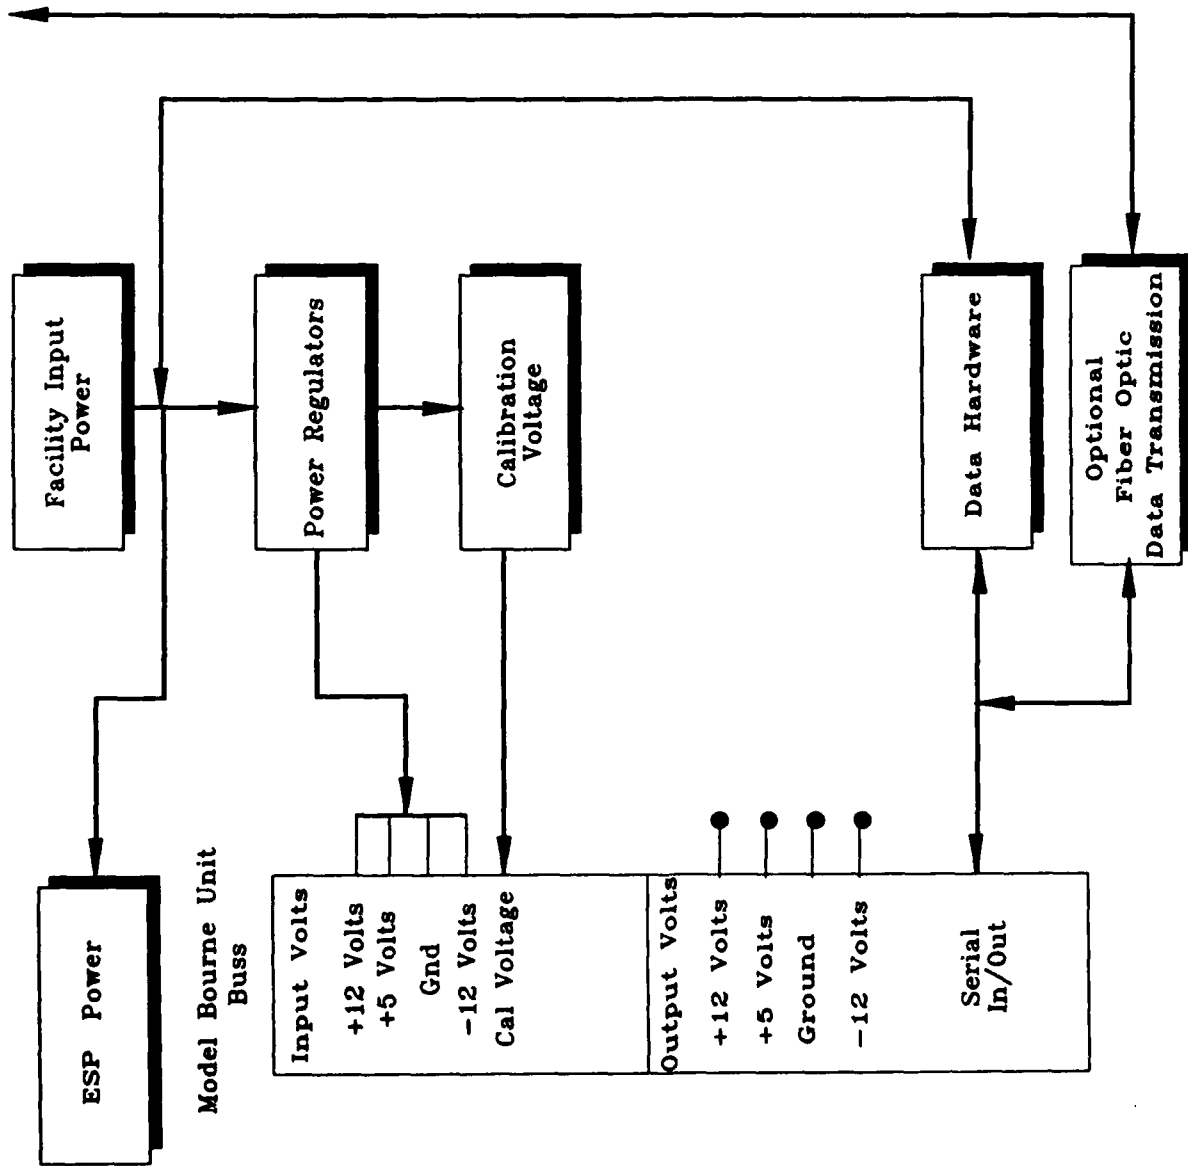 Facility Input
Power
Power Regulators
Calibration
Voltage
Data Hardware
Optional
Fiber Optic
Data Transmission
ESP Power
Model Bourne Unit
Buss
Input Volts
+12 Volts
+5 Volts
Gnd
-12 Volts
Cal Voltage
Output Volts
+12 Volts
+5 Volts
Ground
-12 Volts
Serial
In/Out